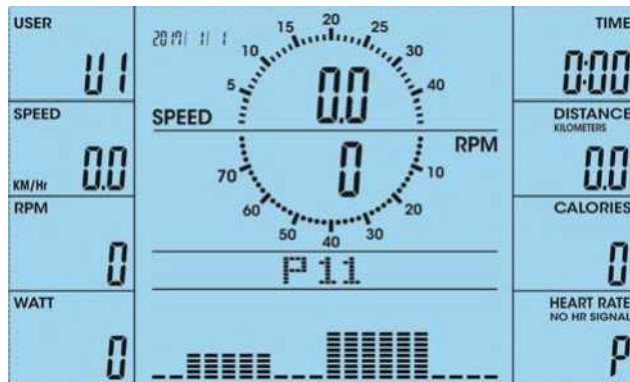 USER
U1
SPEED
KM/Hr 0.0
RPM
0
WATT
0
5 10 15 20 25 30 40
SPEED
0.0
0
RPM
70 60 50 40 30 20 10
P11
TIME
0:00
DISTANCE
KILOMETERS
0.0
CALORIES
0
HEART RATE
NO HR SIGNAL
P